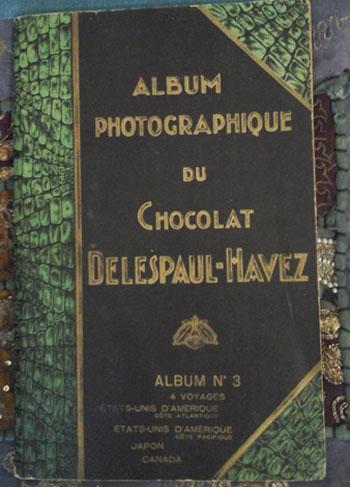 ALBUM
PHOTOGRAPHIQUE
DU
CHOCOLAT
DELESPAUL-HAVEZ
ALBUM N° 3
4 VOYAGES
ÉTATS-UNIS D'AMÉRIQUE
CÔTE ATLANTIQUE
ÉTATS-UNIS D'AMÉRIQUE
CÔTE PACIFIQUE
JAPON
CANADA